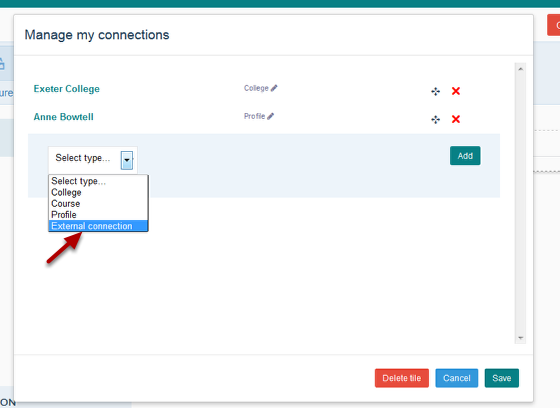 Manage my connections
ure
Exeter College College
Anne Bowtell Profile
Select type... Add
Select type...
College
Course
Profile
External connection
Delete tile Cancel Save
ON